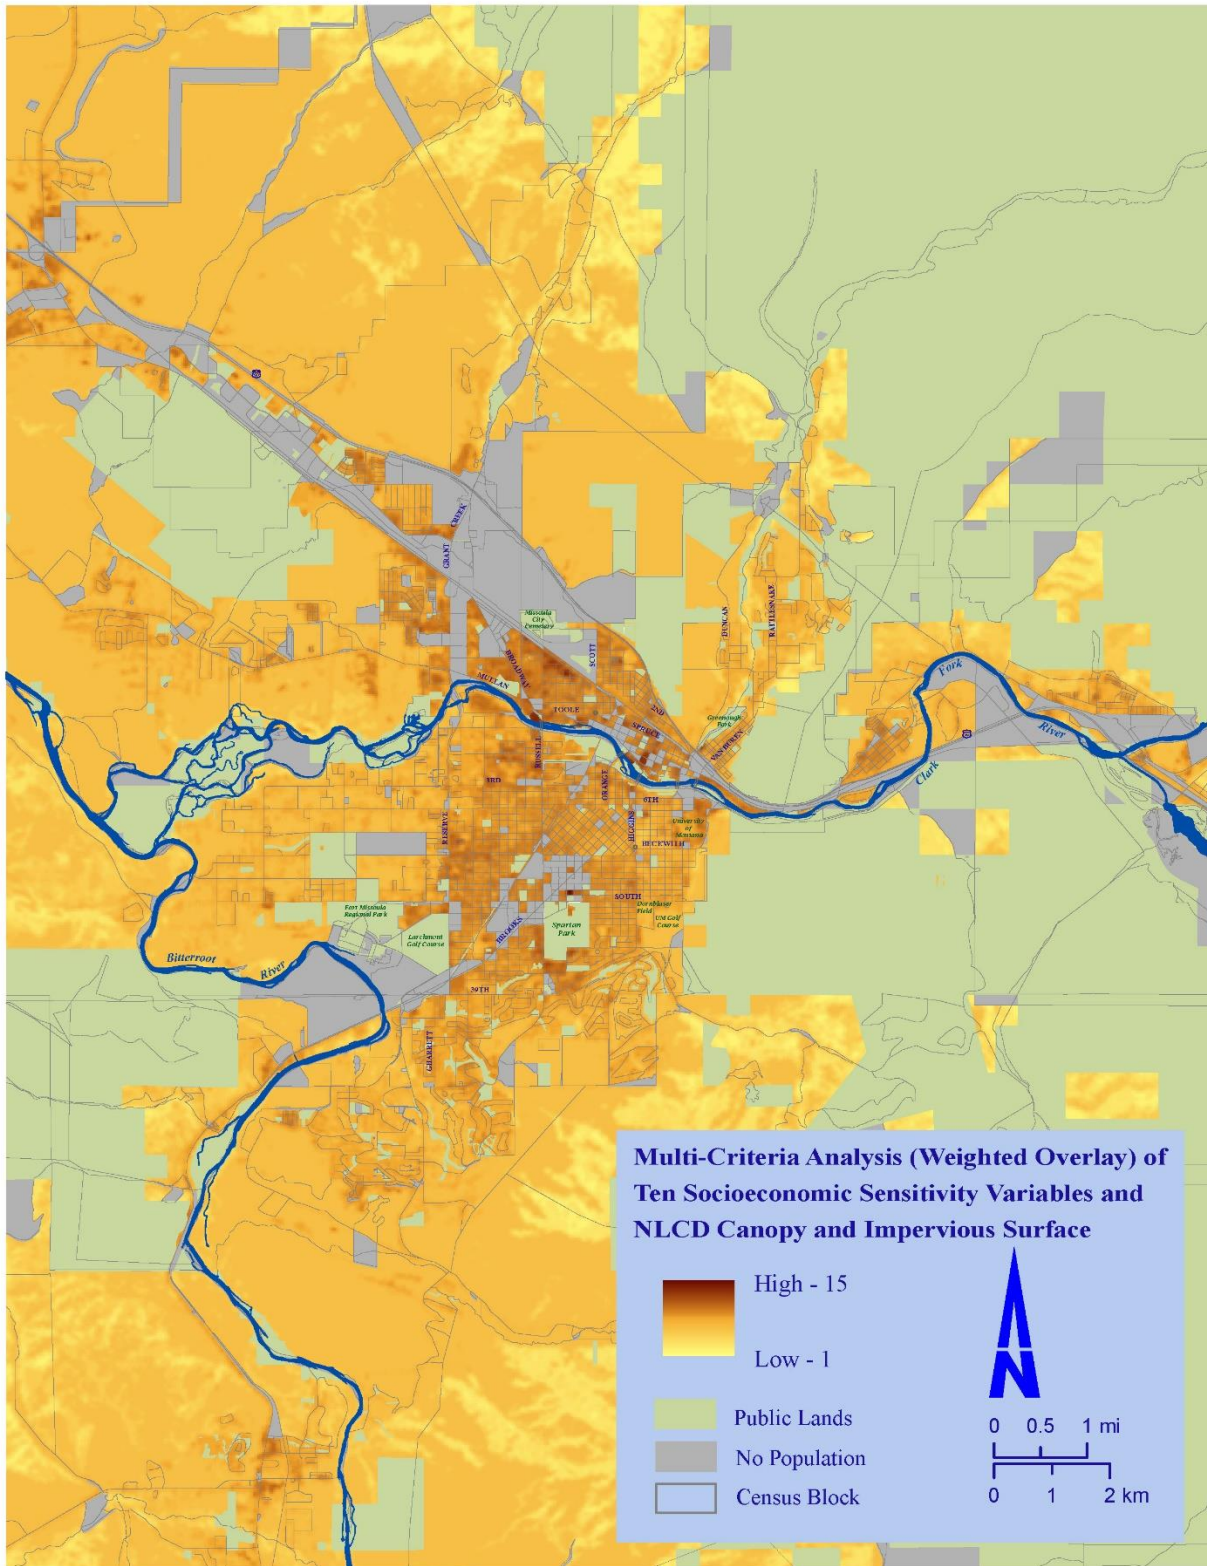 CREEK
GRANT
Missoula
City
Cemetery
SCOTT
DUNCAN
RATTLESNAKE
BROADWAY
MULLAN
TOOLE
2ND
SPRUCE
Greenough
Park
VAN BUREN
RUSSELL
3RD
ORANGE
6TH
HIGGINS
University
of
Montana
BECKWITH
RESERVE
Fork
River
Clark
SOUTH
Dornblaser
Field
UM Golf
Course
Fort Missoula
Regional Park
Larchmont
Golf Course
BROOKS
Spartan
Park
Bitterroot
River
39TH
GHARRETT
Multi-Criteria Analysis (Weighted Overlay) of
Ten Socioeconomic Sensitivity Variables and
NLCD Canopy and Impervious Surface
High - 15
Low - 1
N
Public Lands
No Population
Census Block
0 0.5 1 mi
0 1 2 km